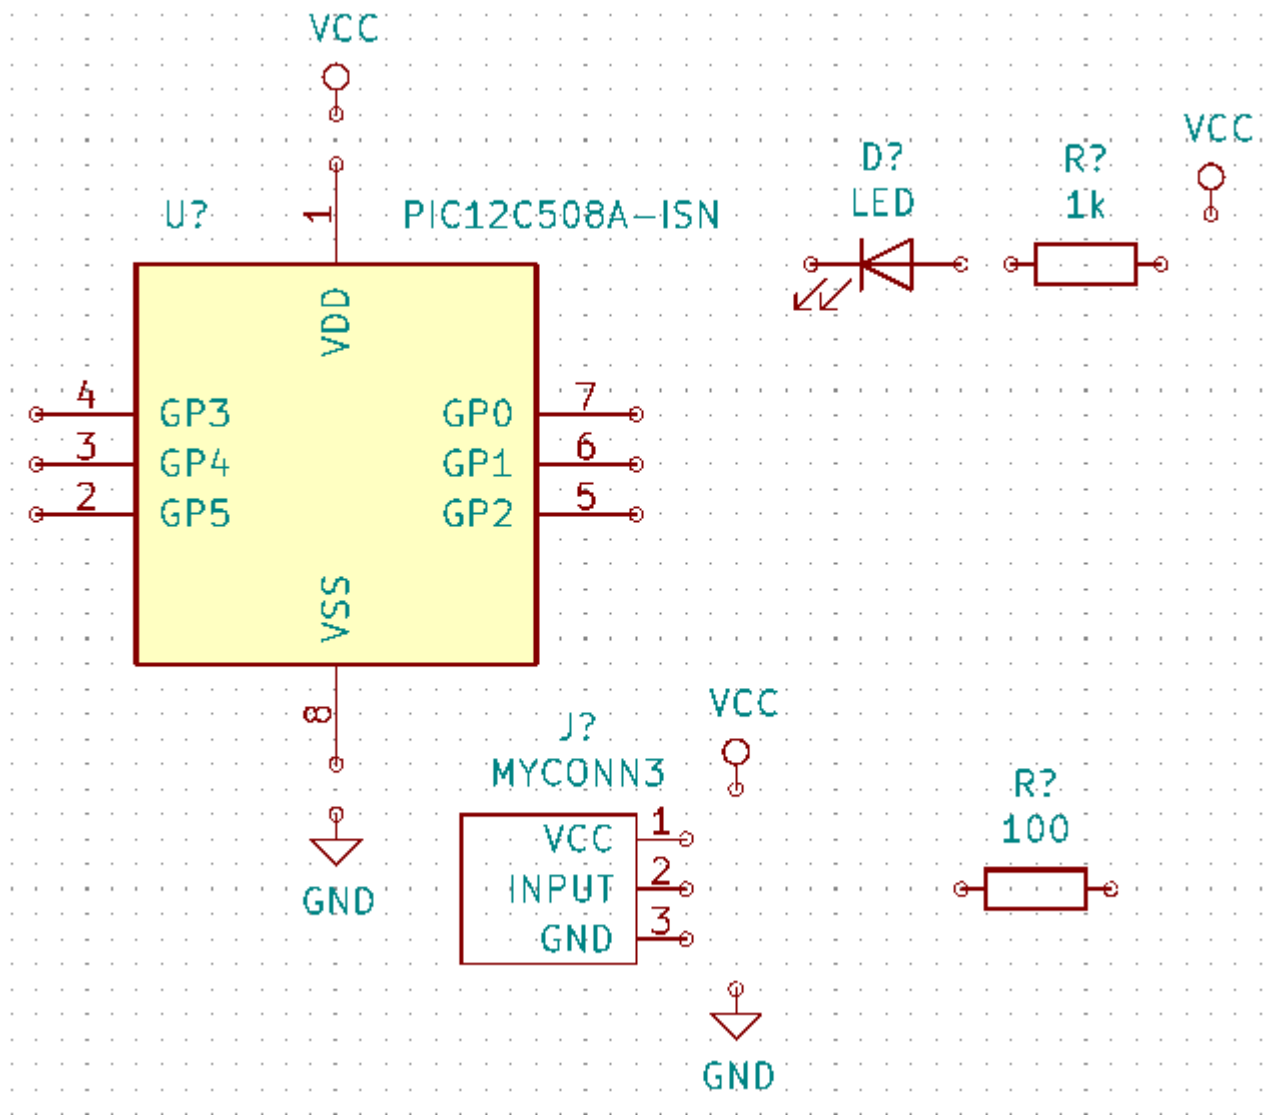 VCC
VCC
D?
LED
R?
1k
U?
1
PIC12C508A-ISN
VDD
4
GP3
GP0
7
3
GP4
GP1
6
2
GP5
GP2
5
VSS
8
GND
J?
MYCONN3
VCC
1
INPUT
2
GND
3
VCC
GND
R?
100